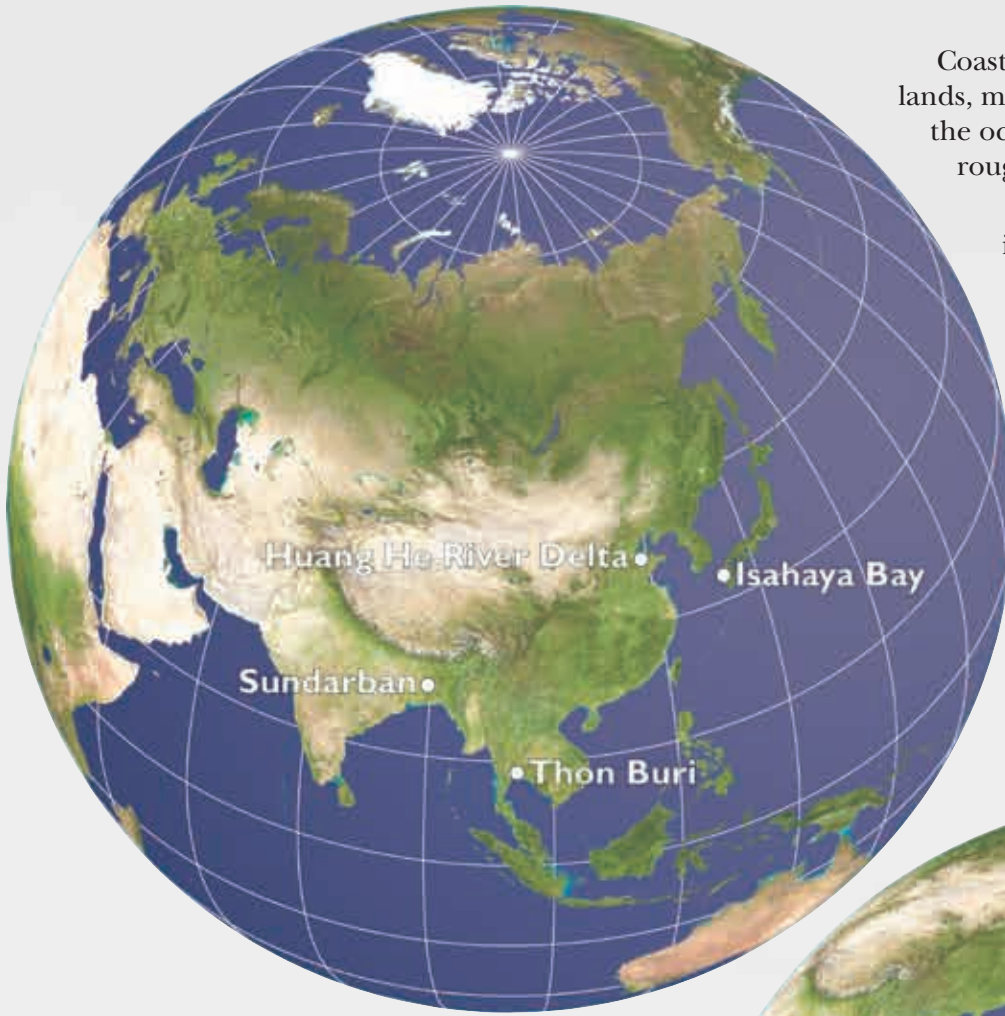 Coast
lands, m
the oc
roug
i
Huang He River Delta
Isahaya Bay
Sundarban
Thon Buri